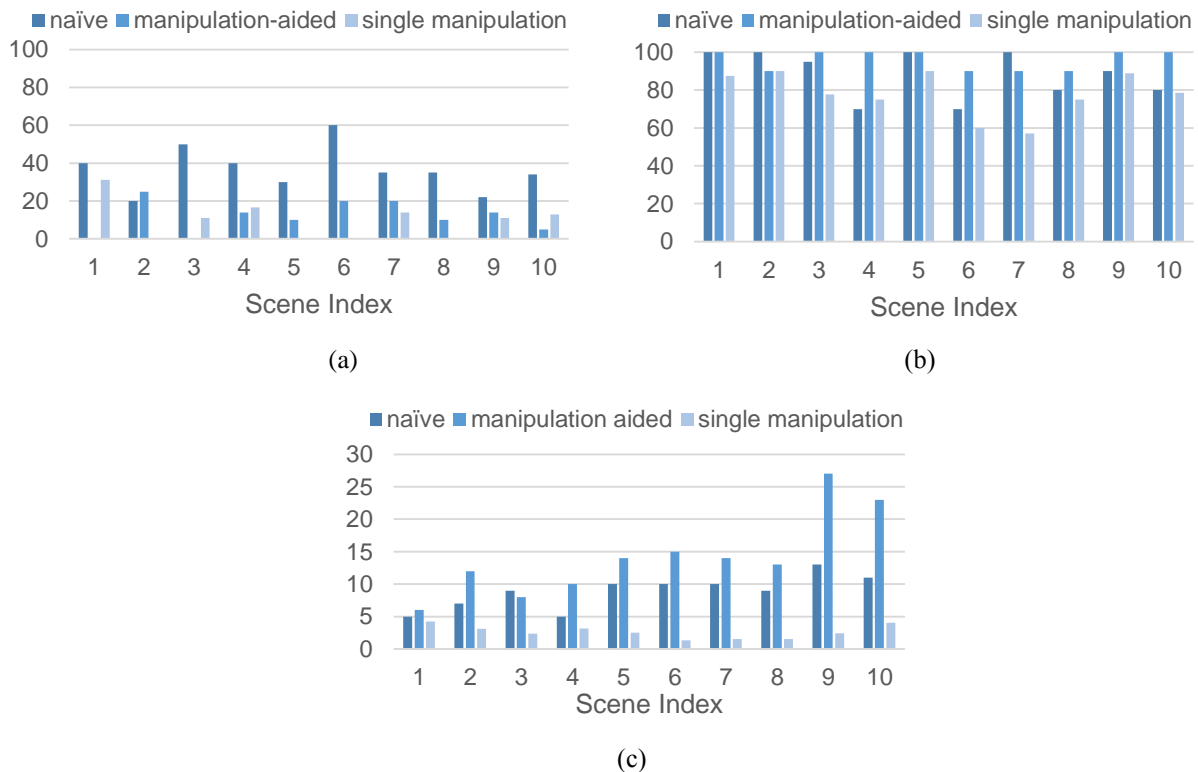 naïve manipulation-aided single manipulation
100
80
60
40
20
0
1 2 3 4 5 6 7 8 9 10
Scene Index
(a)
naïve manipulation-aided single manipulation
100
80
60
40
20
0
1 2 3 4 5 6 7 8 9 10
Scene Index
(b)
naïve manipulation aided single manipulation
30
25
20
15
10
5
0
1 2 3 4 5 6 7 8 9 10
Scene Index
(c)